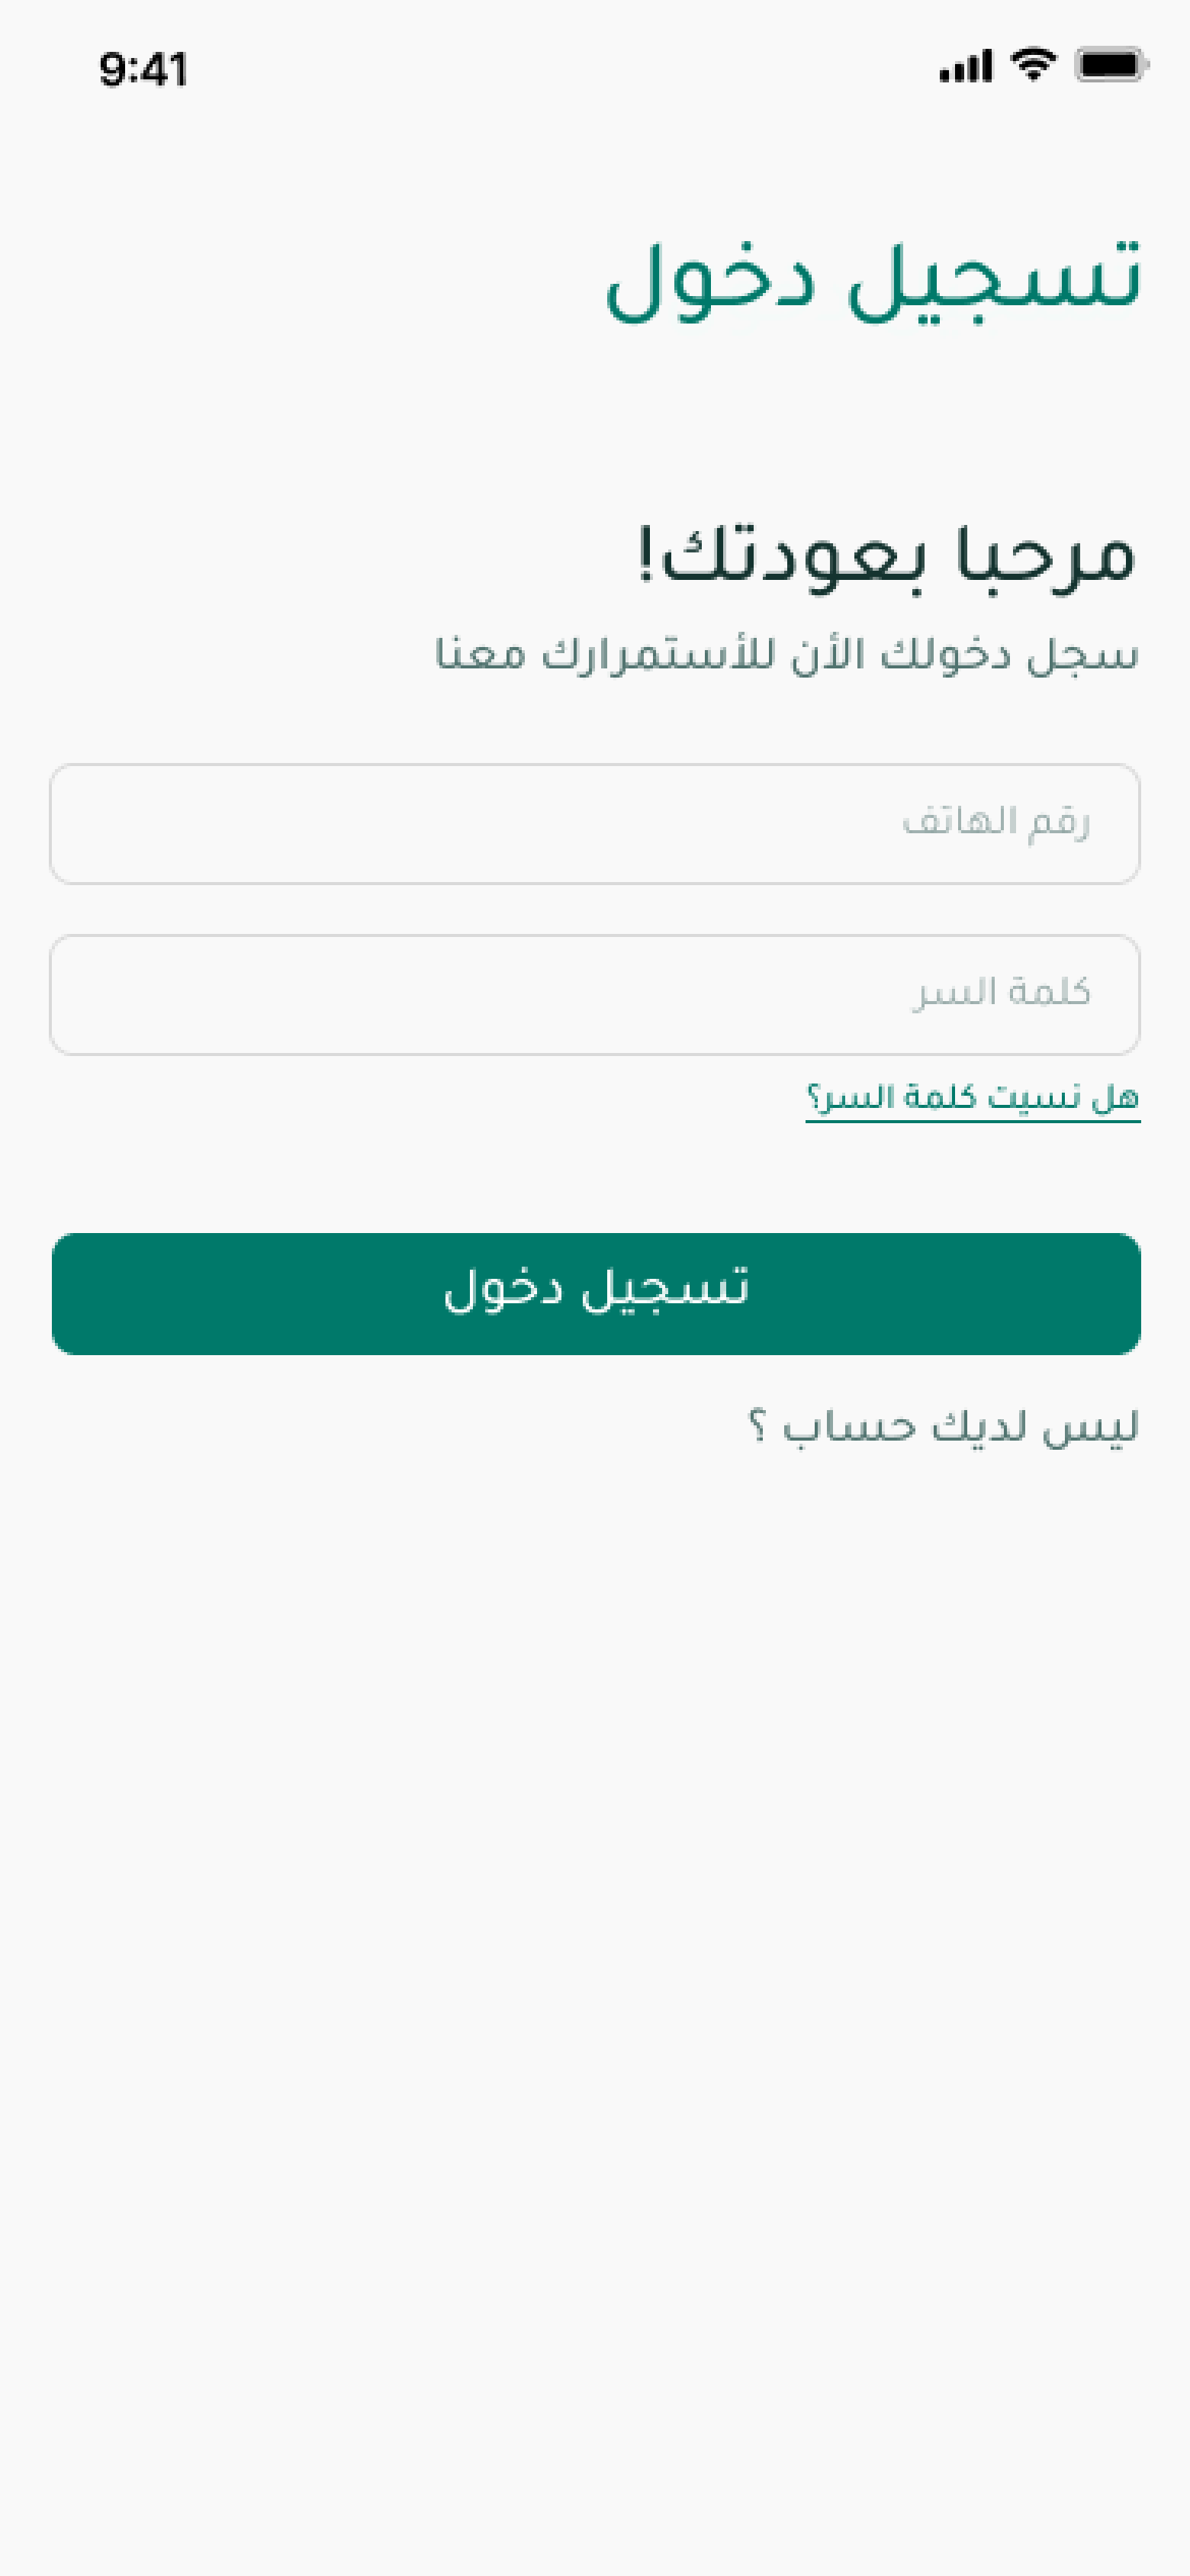 9:41
تسجيل دخول
مرحبا بعودتك!
سجل دخولك الأن للأستمرارك معنا
رقم الهاتف
كلمة السر
هل نسيت كلمة السر؟
تسجيل دخول
ليس لديك حساب ؟